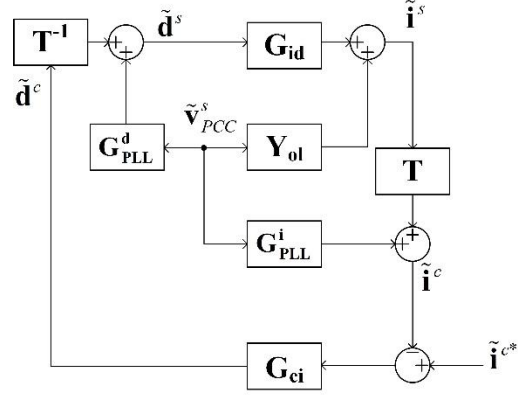 T⁻¹
+
+
d̃ˢ
G_id
+
+
ĩˢ
d̃ᶜ
ṽˢ_PCC
G^d_PLL
Y_ol
T
G^i_PLL
+
+
ĩᶜ
G_ci
−
+
ĩᶜ*